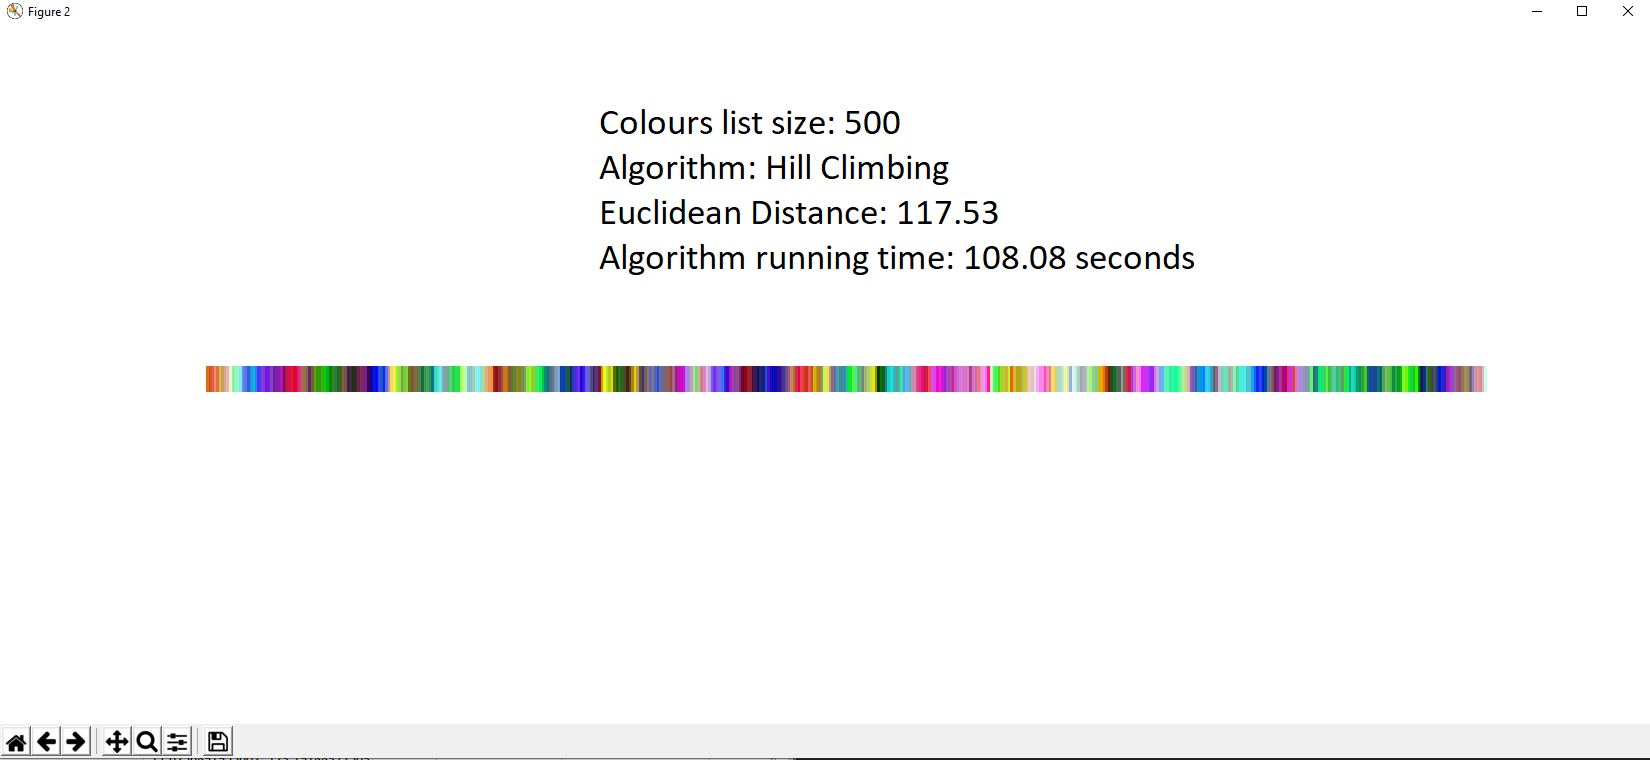 Figure 2
Colours list size: 500
Algorithm: Hill Climbing
Euclidean Distance: 117.53
Algorithm running time: 108.08 seconds